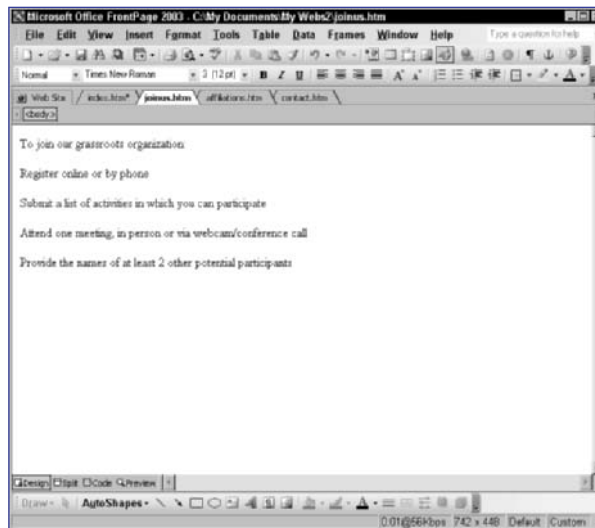 Microsoft Office FrontPage 2003 - C:\My Documents\My Webs2\joinus.htm
File Edit View Insert Format Tools Table Data Frames Window Help Type a question for help
Normal Times New Roman 3 (12 pt) B I U A A A
Web Site index.htm* joinus.htm affiliations.htm contact.htm
<body>
To join our grassroots organization
Register online or by phone
Submit a list of activities in which you can participate
Attend one meeting, in person or via webcam/conference call
Provide the names of at least 2 other potential participants
Design Split Code Preview
Draw AutoShapes A
0:01@56Kbps 742 x 448 Default Custom